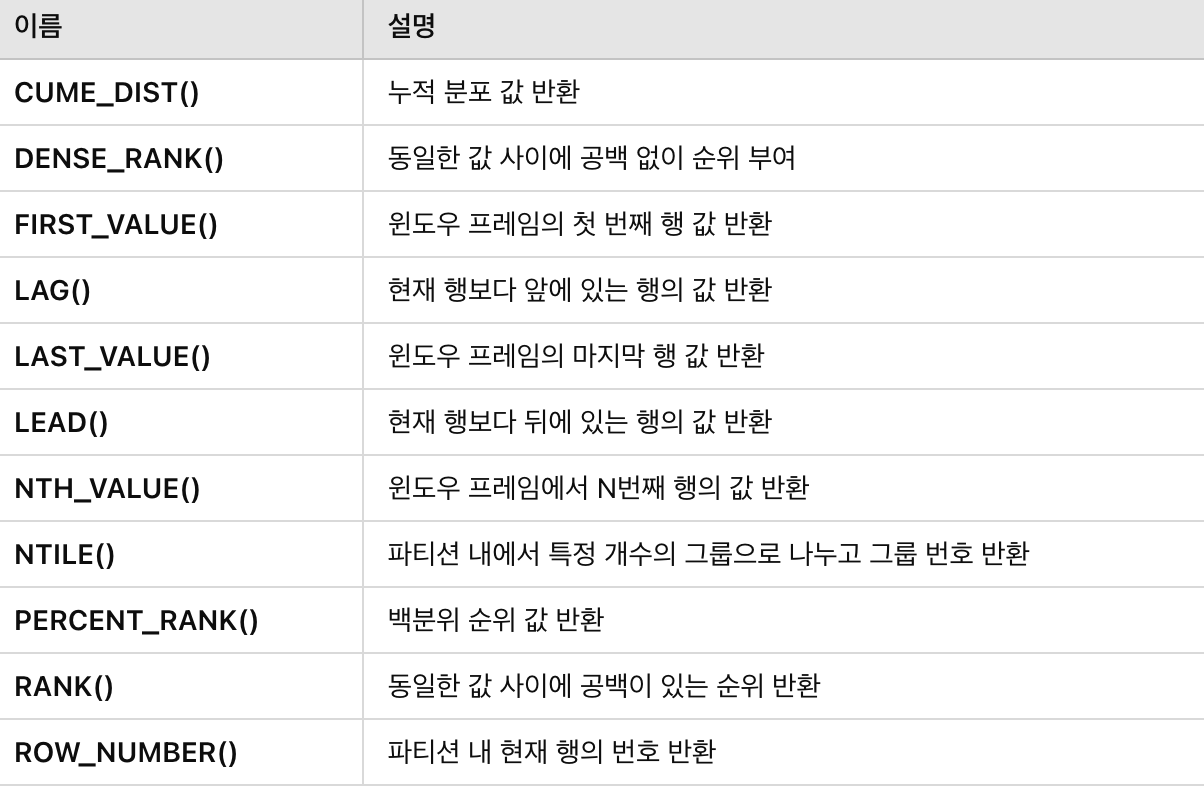 이름 설명
CUME_DIST() 누적 분포 값 반환
DENSE_RANK() 동일한 값 사이에 공백 없이 순위 부여
FIRST_VALUE() 윈도우 프레임의 첫 번째 행 값 반환
LAG() 현재 행보다 앞에 있는 행의 값 반환
LAST_VALUE() 윈도우 프레임의 마지막 행 값 반환
LEAD() 현재 행보다 뒤에 있는 행의 값 반환
NTH_VALUE() 윈도우 프레임에서 N번째 행의 값 반환
NTILE() 파티션 내에서 특정 개수의 그룹으로 나누고 그룹 번호 반환
PERCENT_RANK() 백분위 순위 값 반환
RANK() 동일한 값 사이에 공백이 있는 순위 반환
ROW_NUMBER() 파티션 내 현재 행의 번호 반환